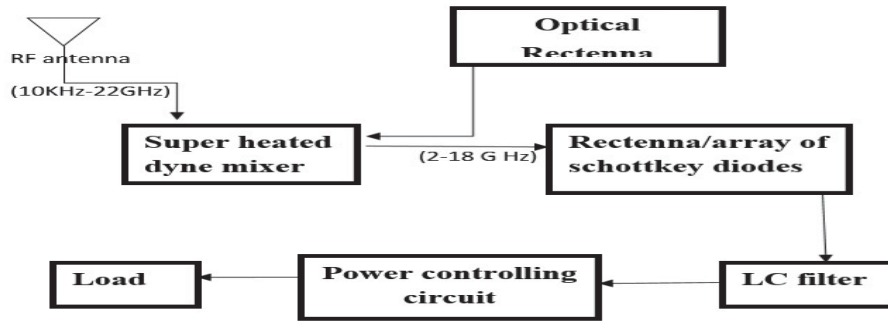 Optical
Rectenna
RF antenna
(10KHz-22GHz)
Super heated
dyne mixer
(2-18 G Hz)
Rectenna/array of
schottkey diodes
Load
Power controlling
circuit
LC filter